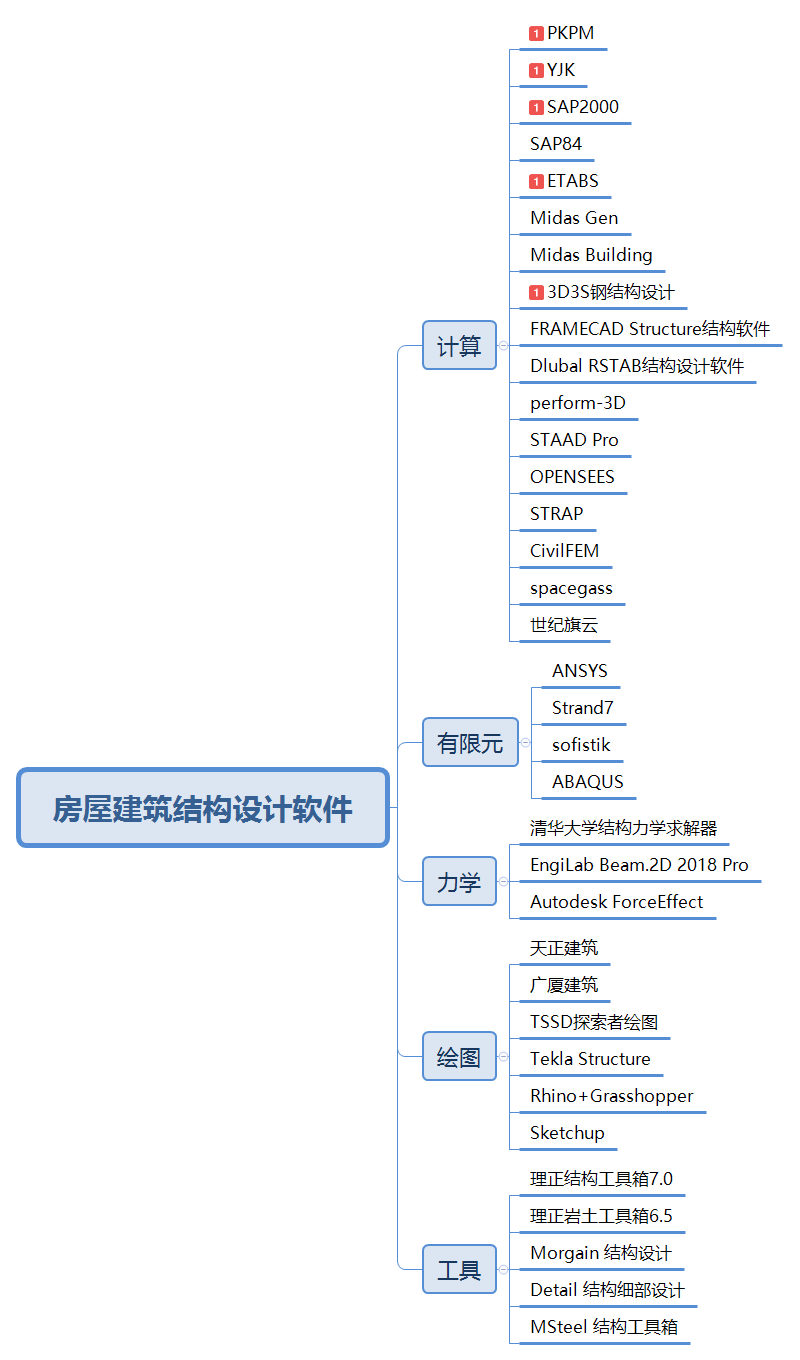 房屋建筑结构设计软件
计算
1 PKPM
1 YJK
1 SAP2000
SAP84
1 ETABS
Midas Gen
Midas Building
1 3D3S钢结构设计
FRAMECAD Structure结构软件
Dlubal RSTAB结构设计软件
perform-3D
STAAD Pro
OPENSEES
STRAP
CivilFEM
spacegass
世纪旗云
有限元
ANSYS
Strand7
sofistik
ABAQUS
力学
清华大学结构力学求解器
EngiLab Beam.2D 2018 Pro
Autodesk ForceEffect
绘图
天正建筑
广厦建筑
TSSD探索者绘图
Tekla Structure
Rhino+Grasshopper
Sketchup
工具
理正结构工具箱7.0
理正岩土工具箱6.5
Morgain 结构设计
Detail 结构细部设计
MSteel 结构工具箱